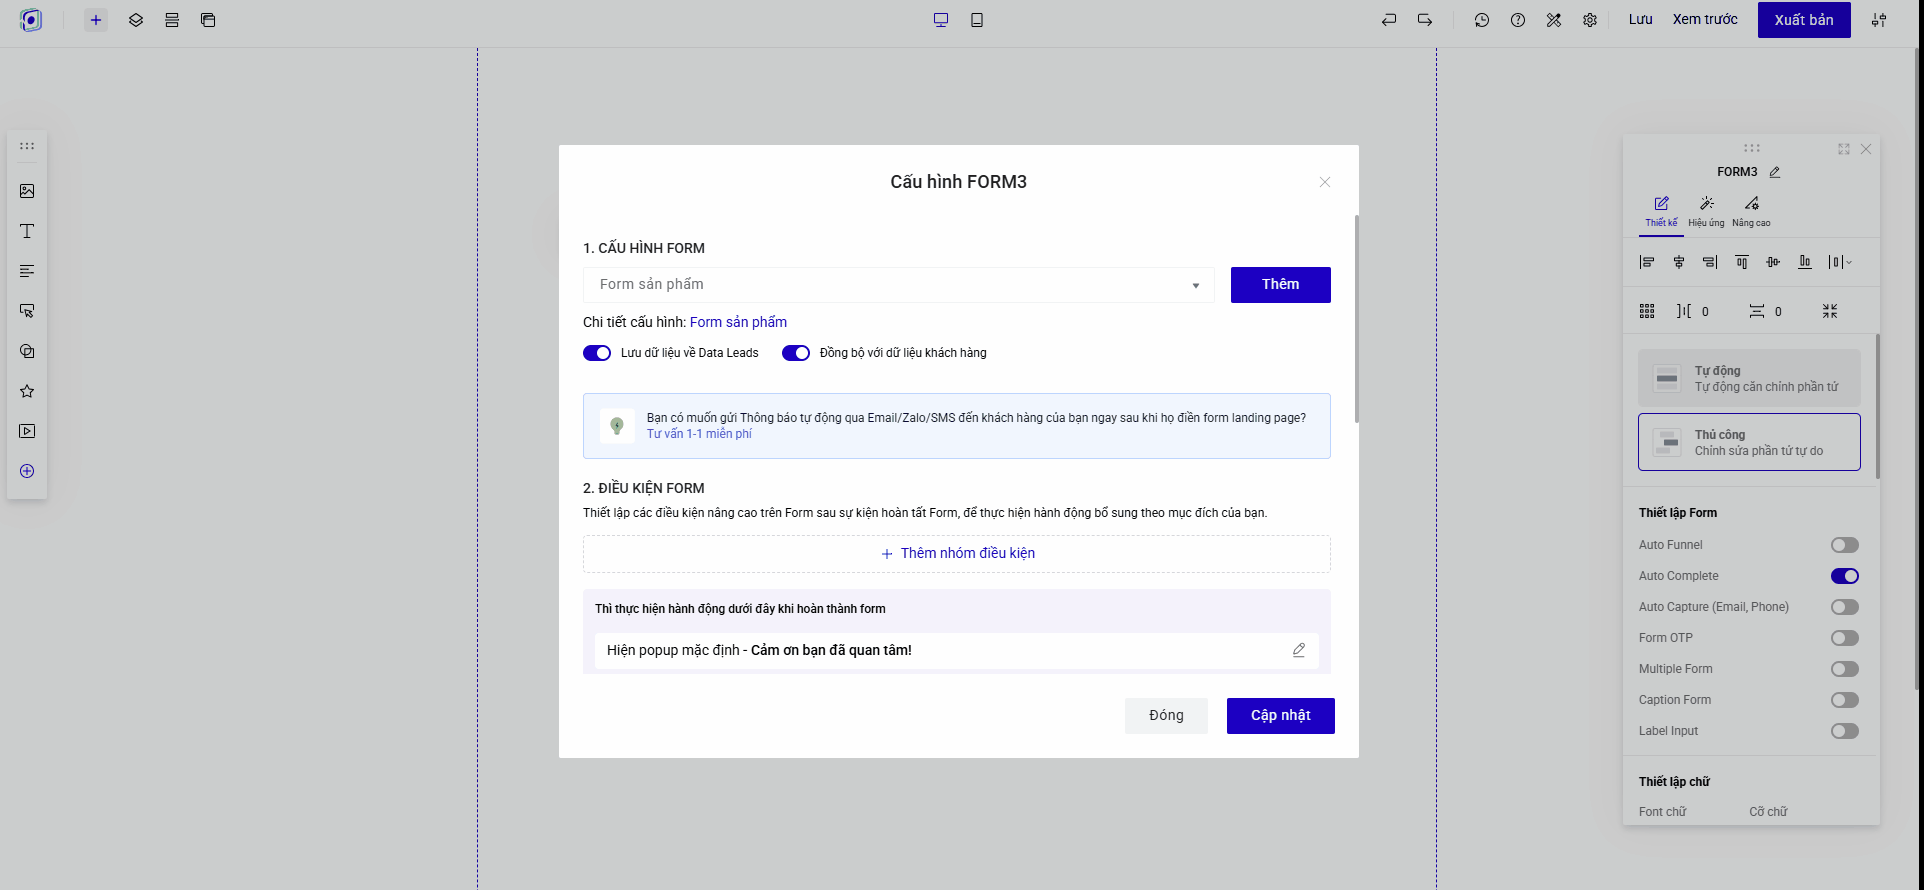 Lưu
Xem trước
Xuất bản
Cấu hình FORM3
1. CẤU HÌNH FORM
Form sản phẩm
Thêm
Chi tiết cấu hình: Form sản phẩm
Lưu dữ liệu về Data Leads
Đồng bộ với dữ liệu khách hàng
Bạn có muốn gửi Thông báo tự động qua Email/Zalo/SMS đến khách hàng của bạn ngay sau khi họ điền form landing page?
Tư vấn 1-1 miễn phí
2. ĐIỀU KIỆN FORM
Thiết lập các điều kiện nâng cao trên Form sau sự kiện hoàn tất Form, để thực hiện hành động bổ sung theo mục đích của bạn.
Thêm nhóm điều kiện
Thì thực hiện hành động dưới đây khi hoàn thành form
Hiện popup mặc định - Cảm ơn bạn đã quan tâm!
Đóng
Cập nhật
FORM3
Thiết kế
Hiệu ứng
Nâng cao
0
0
Tự động
Tự động căn chỉnh phần tử
Thủ công
Chỉnh sửa phần tử tự do
Thiết lập Form
Auto Funnel
Auto Complete
Auto Capture (Email, Phone)
Form OTP
Multiple Form
Caption Form
Label Input
Thiết lập chữ
Font chữ
Cỡ chữ